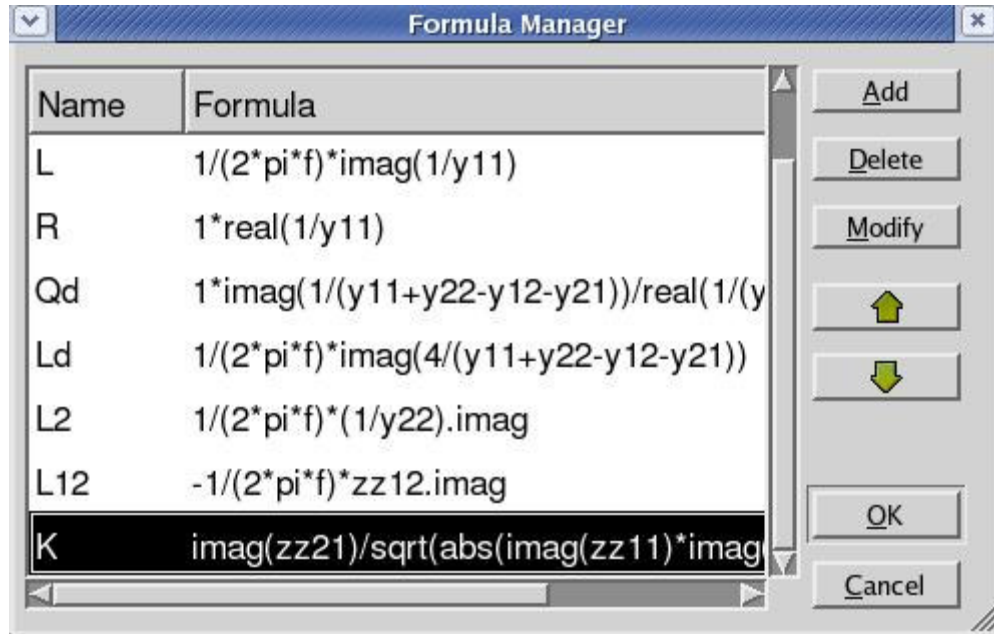 Formula Manager
Name Formula
L 1/(2*pi*f)*imag(1/y11)
R 1*real(1/y11)
Qd 1*imag(1/(y11+y22-y12-y21))/real(1/(y
Ld 1/(2*pi*f)*imag(4/(y11+y22-y12-y21))
L2 1/(2*pi*f)*(1/y22).imag
L12 -1/(2*pi*f)*zz12.imag
K imag(zz21)/sqrt(abs(imag(zz11)*imag(
Add
Delete
Modify
OK
Cancel